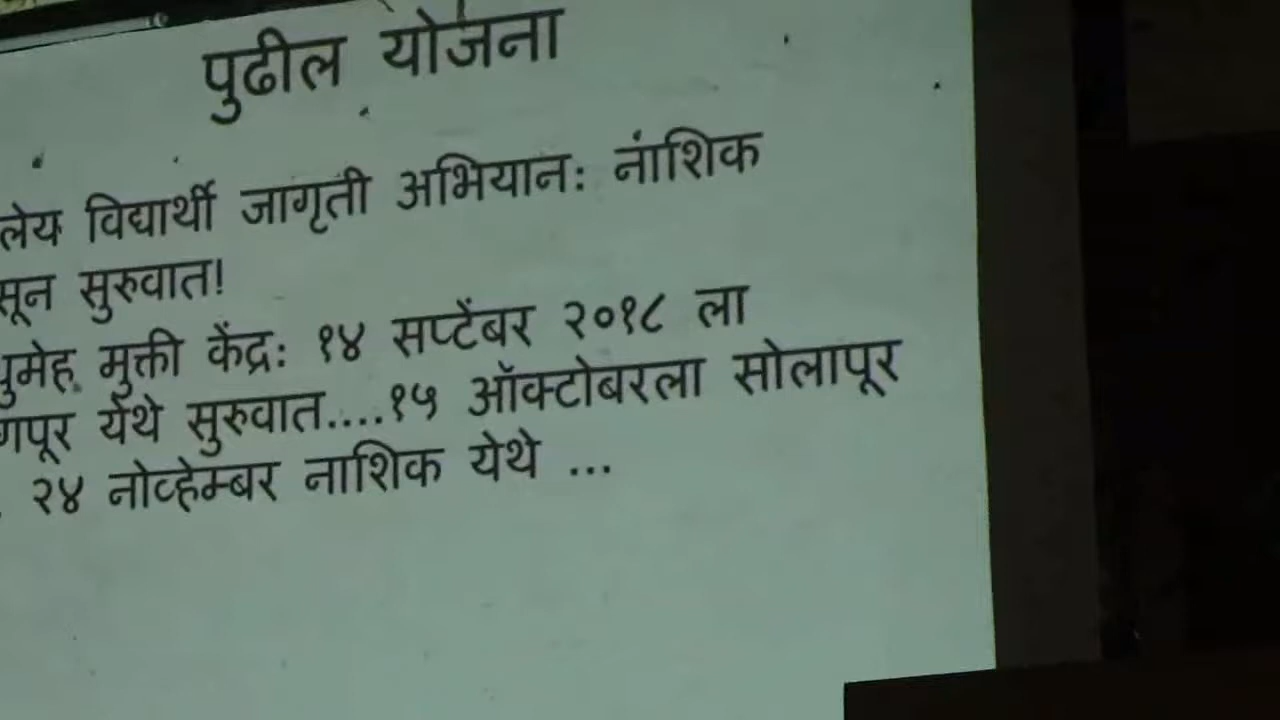 पुढील योजना
विद्यार्थी जागृती अभियान: नाशिक
सुरुवात!
मुक्ती केंद्र: १४ सप्टेंबर २०१८ ला
येथे सुरुवात....१५ ऑक्टोबरला सोलापूर
२४ नोव्हेम्बर नाशिक येथे ...